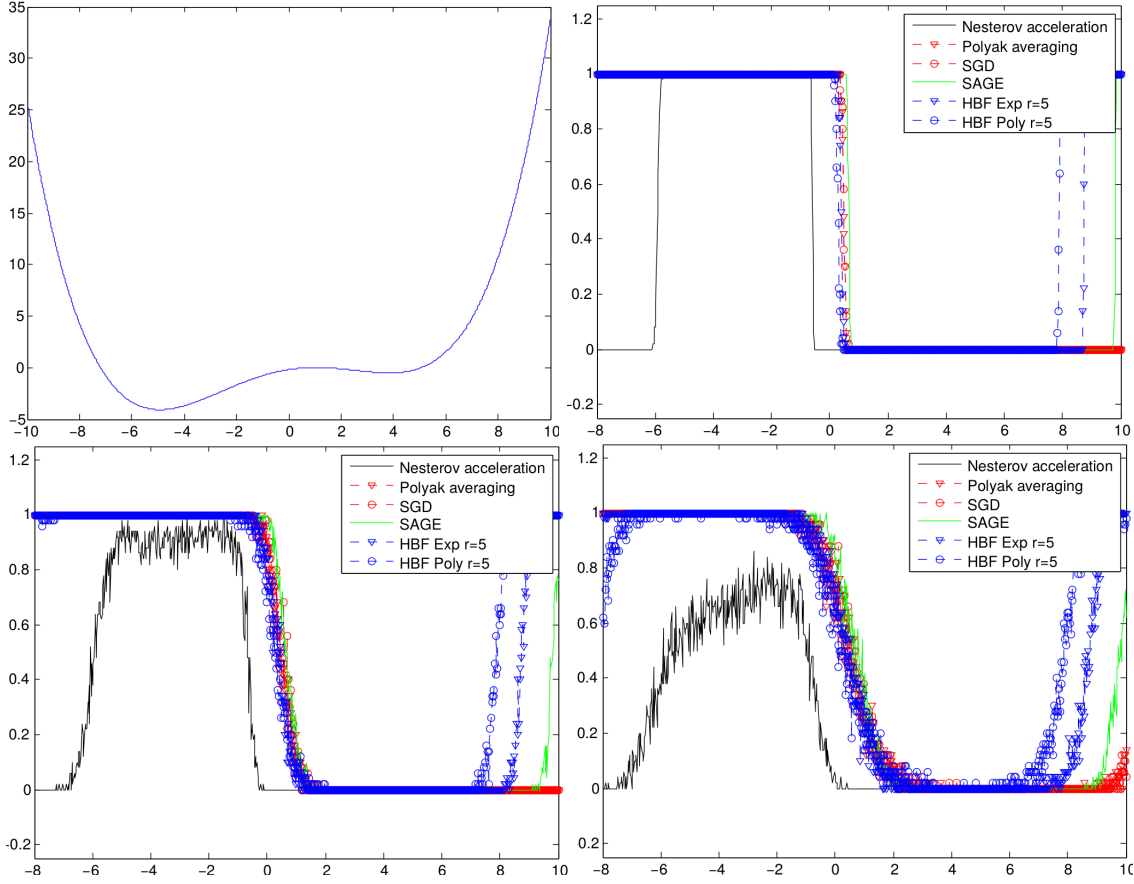 35
30
25
20
15
10
5
0
−5
−10 −8 −6 −4 −2 0 2 4 6 8 10
1.2
1
0.8
0.6
0.4
0.2
0
−0.2
−8 −6 −4 −2 0 2 4 6 8 10
Nesterov acceleration
Polyak averaging
SGD
SAGE
HBF Exp r=5
HBF Poly r=5
1.2
1
0.8
0.6
0.4
0.2
0
−0.2
−8 −6 −4 −2 0 2 4 6 8 10
Nesterov acceleration
Polyak averaging
SGD
SAGE
HBF Exp r=5
HBF Poly r=5
1.2
1
0.8
0.6
0.4
0.2
0
0.2
−8 −6 −4 −2 0 2 4 6 8 10
Nesterov acceleration
Polyak averaging
SGD
SAGE
HBF Exp r=5
HBF Poly r=5